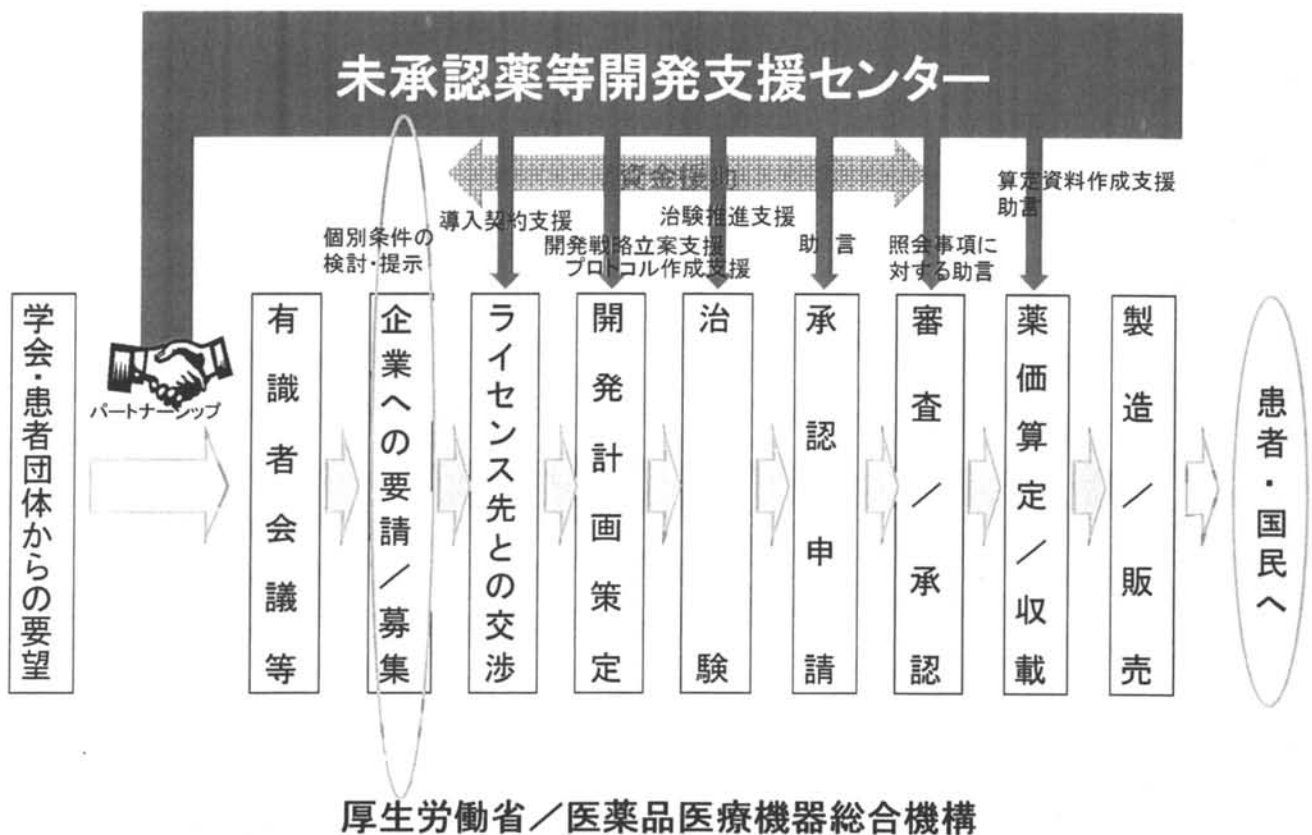 未承認薬等開発支援センター
資金援助
算定資料作成支援
助言
導入契約支援
治験推進支援
個別条件の
検討・提示
開発戦略立案支援
プロトコル作成支援
助言
照会事項に
対する助言
パートナーシップ
学会・患者団体からの要望
有識者会議等
企業への要請/募集
ライセンス先との交渉
開発計画策定
治験
承認申請
審査/承認
薬価算定/収載
製造/販売
患者・国民へ
厚生労働省/医薬品医療機器総合機構